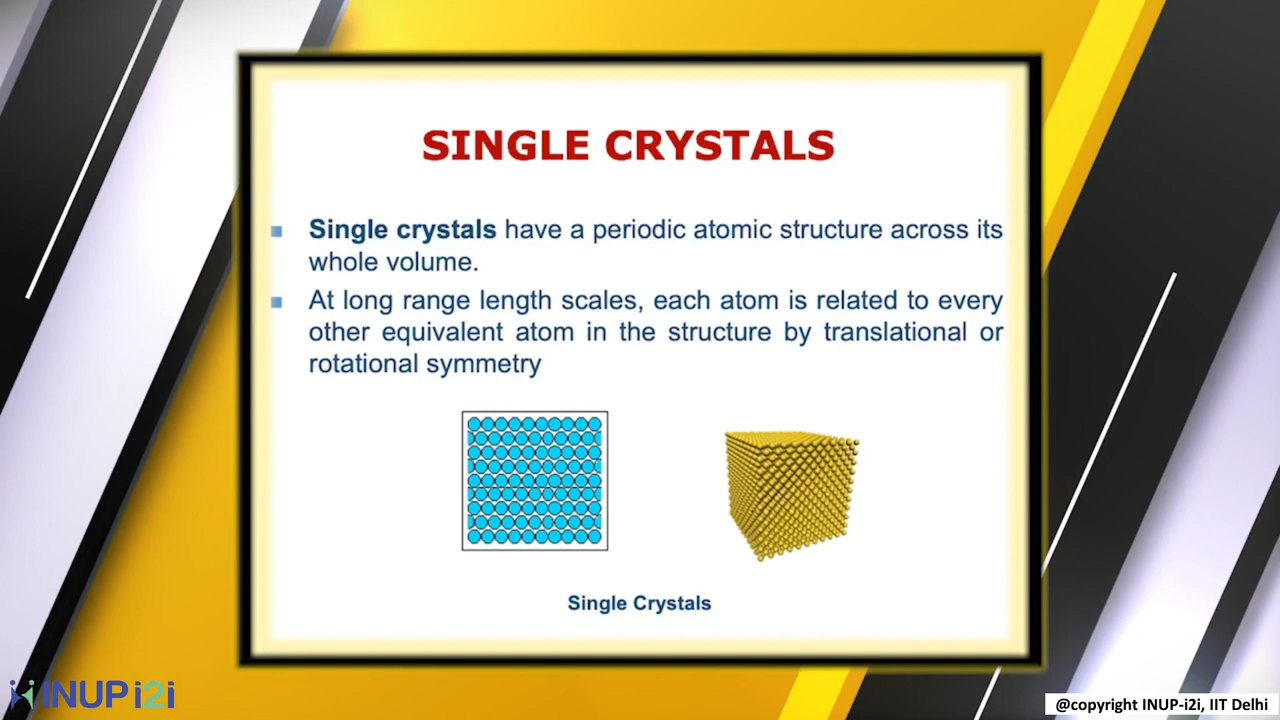 SINGLE CRYSTALS
Single crystals have a periodic atomic structure across its
whole volume.
At long range length scales, each atom is related to every
other equivalent atom in the structure by translational or
rotational symmetry
Single Crystals
INUP i2i
@copyright INUP-i2i, IIT Delhi